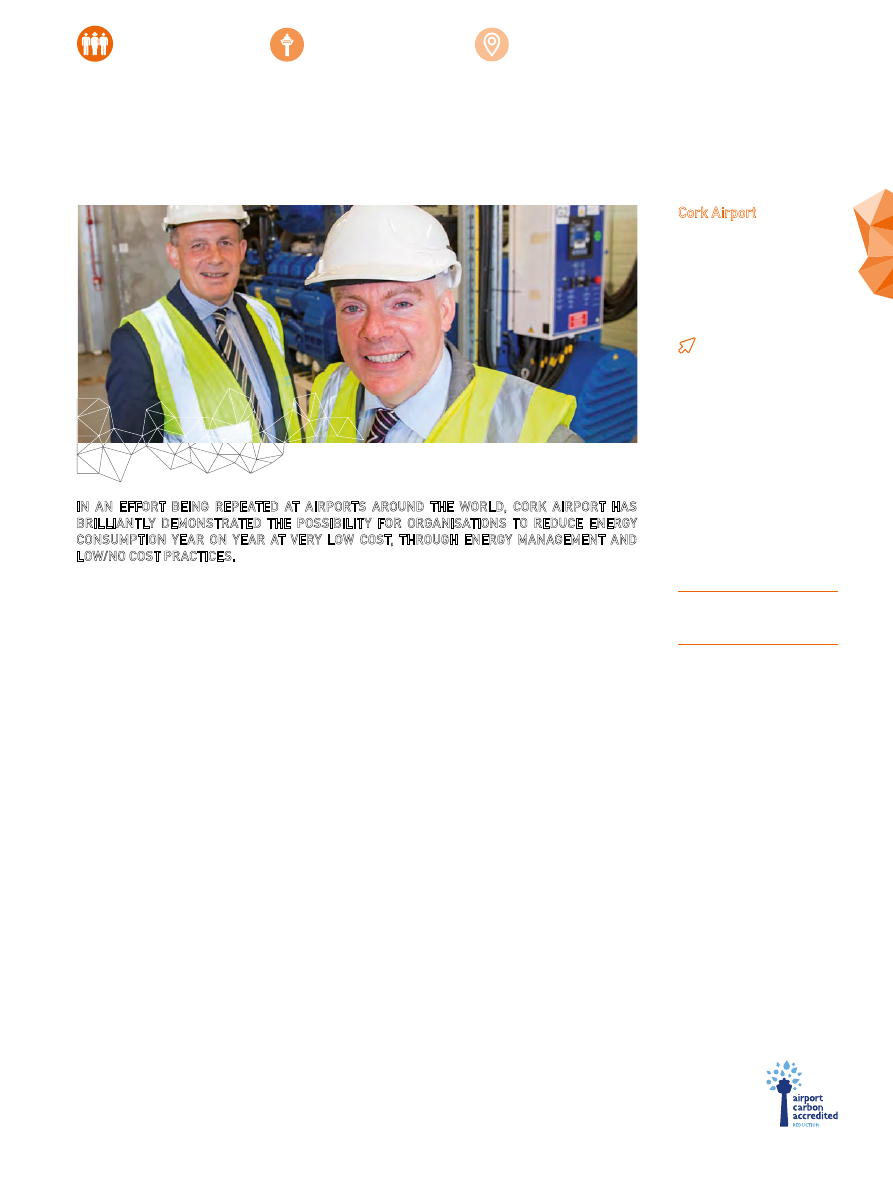 Cork Airport
IN AN EFFORT BEING REPEATED AT AIRPORTS AROUND THE WORLD, CORK AIRPORT HAS
BRILLIANTLY DEMONSTRATED THE POSSIBILITY FOR ORGANISATIONS TO REDUCE ENERGY
CONSUMPTION YEAR ON YEAR AT VERY LOW COST, THROUGH ENERGY MANAGEMENT AND
LOW/NO COST PRACTICES.
airport
carbon
accredited
REDUCTION